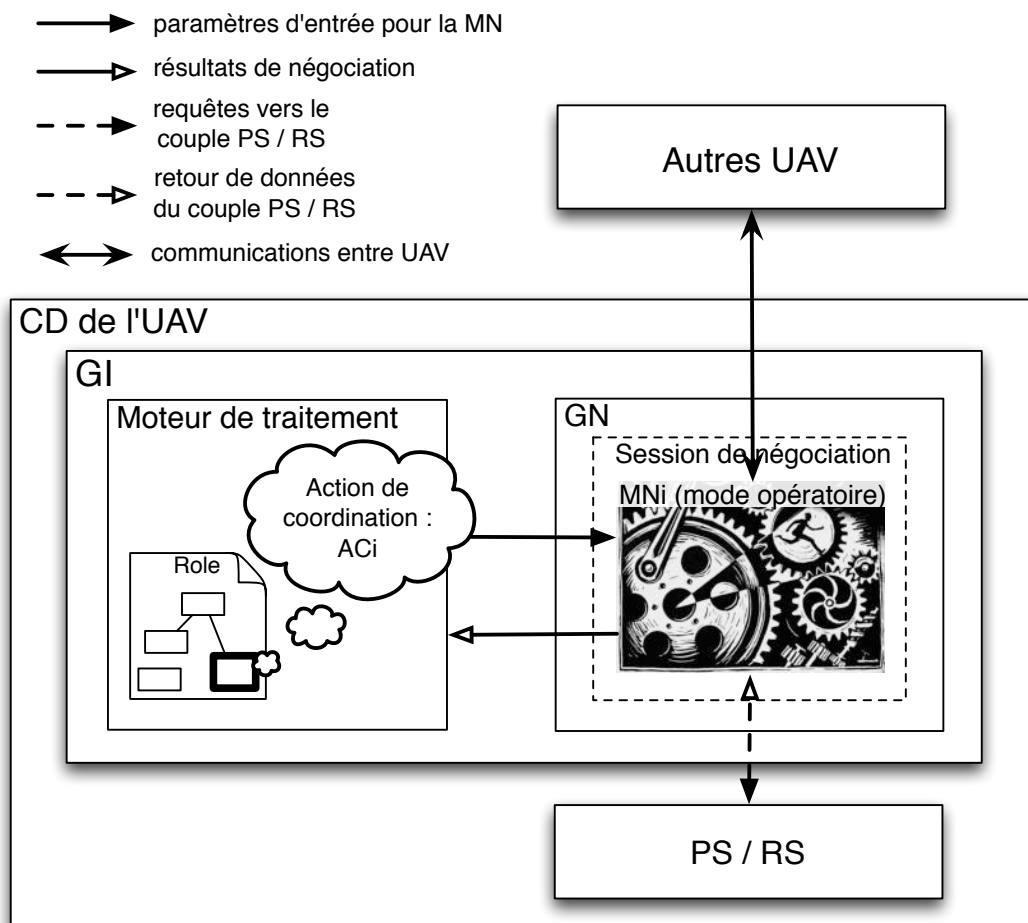 paramètres d'entrée pour la MN
résultats de négociation
requêtes vers le
couple PS / RS
retour de données
du couple PS / RS
communications entre UAV
Autres UAV
CD de l'UAV
GI
Moteur de traitement
Action de
coordination :
ACi
Role
GN
Session de négociation
MNi (mode opératoire)
PS / RS